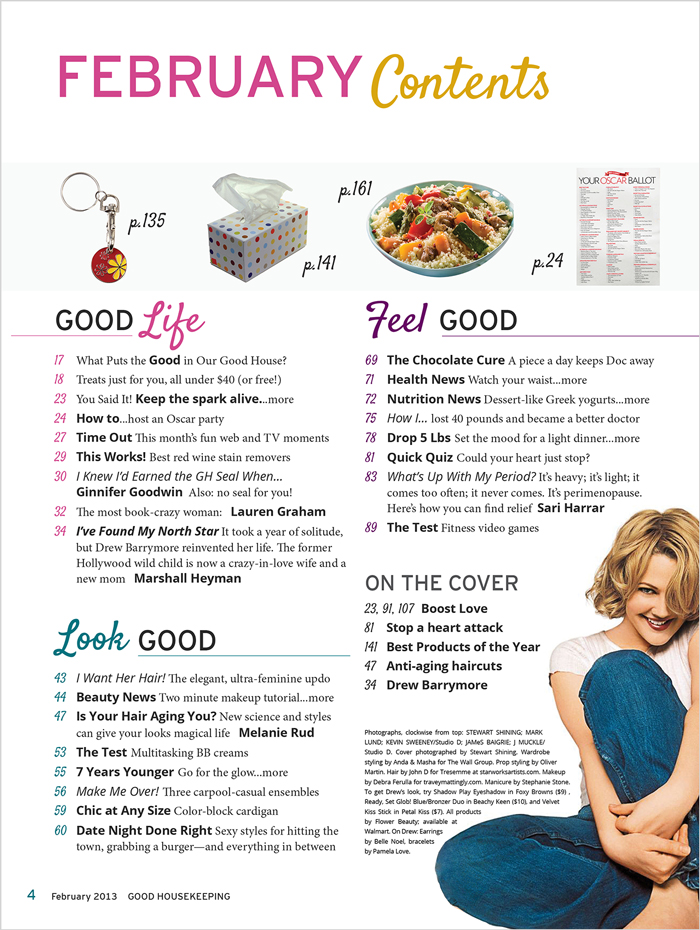 FEBRUARY Contents
p.135
p.141
p.161
p.24
YOUR OSCAR BALLOT
GOOD Life
17 What Puts the Good in Our Good House?
18 Treats just for you, all under $40 (or free!)
23 You Said It! Keep the spark alive...more
24 How to...host an Oscar party
27 Time Out This month's fun web and TV moments
29 This Works! Best red wine stain removers
30 I Knew I'd Earned the GH Seal When...
Ginnifer Goodwin Also: no seal for you!
32 The most book-crazy woman: Lauren Graham
34 I've Found My North Star It took a year of solitude,
but Drew Barrymore reinvented her life. The former
Hollywood wild child is now a crazy-in-love wife and a
new mom Marshall Heyman
Look GOOD
43 I Want Her Hair! The elegant, ultra-feminine updo
44 Beauty News Two minute makeup tutorial...more
47 Is Your Hair Aging You? New science and styles
can give your looks magical life Melanie Rud
53 The Test Multitasking BB creams
55 7 Years Younger Go for the glow...more
56 Make Me Over! Three carpool-casual ensembles
59 Chic at Any Size Color-block cardigan
60 Date Night Done Right Sexy styles for hitting the
town, grabbing a burger—and everything in between
Feel GOOD
69 The Chocolate Cure A piece a day keeps Doc away
71 Health News Watch your waist...more
72 Nutrition News Dessert-like Greek yogurts...more
75 How I... lost 40 pounds and became a better doctor
78 Drop 5 Lbs Set the mood for a light dinner...more
81 Quick Quiz Could your heart just stop?
83 What's Up With My Period? It's heavy; it's light; it
comes too often; it never comes. It's perimenopause.
Here's how you can find relief Sari Harrar
89 The Test Fitness video games
ON THE COVER
23, 91, 107 Boost Love
81 Stop a heart attack
141 Best Products of the Year
47 Anti-aging haircuts
34 Drew Barrymore
Photographs, clockwise from top: STEWART SHINING; MARK
LUND; KEVIN SWEENEY/Studio D; JAMeS BAIGRIE; J MUCKLE/
Studio D. Cover photographed by Stewart Shining. Wardrobe
styling by Anda & Masha for The Wall Group. Prop styling by Oliver
Martin. Hair by John D for Tresemme at starworksartists.com. Makeup
by Debra Ferulla for traveymattingly.com. Manicure by Stephanie Stone.
To get Drew's look, try Shadow Play Eyeshadow in Foxy Browns ($9) .
Ready, Set Glob! Blue/Bronzer Duo in Beachy Keen ($10), and Velvet
Kiss Stick in Petal Kiss ($7). All products
by Flower Beauty; available at
Walmart. On Drew: Earrings
by Belle Noel, bracelets
by Pamela Love.
4 February 2013 GOOD HOUSEKEEPING